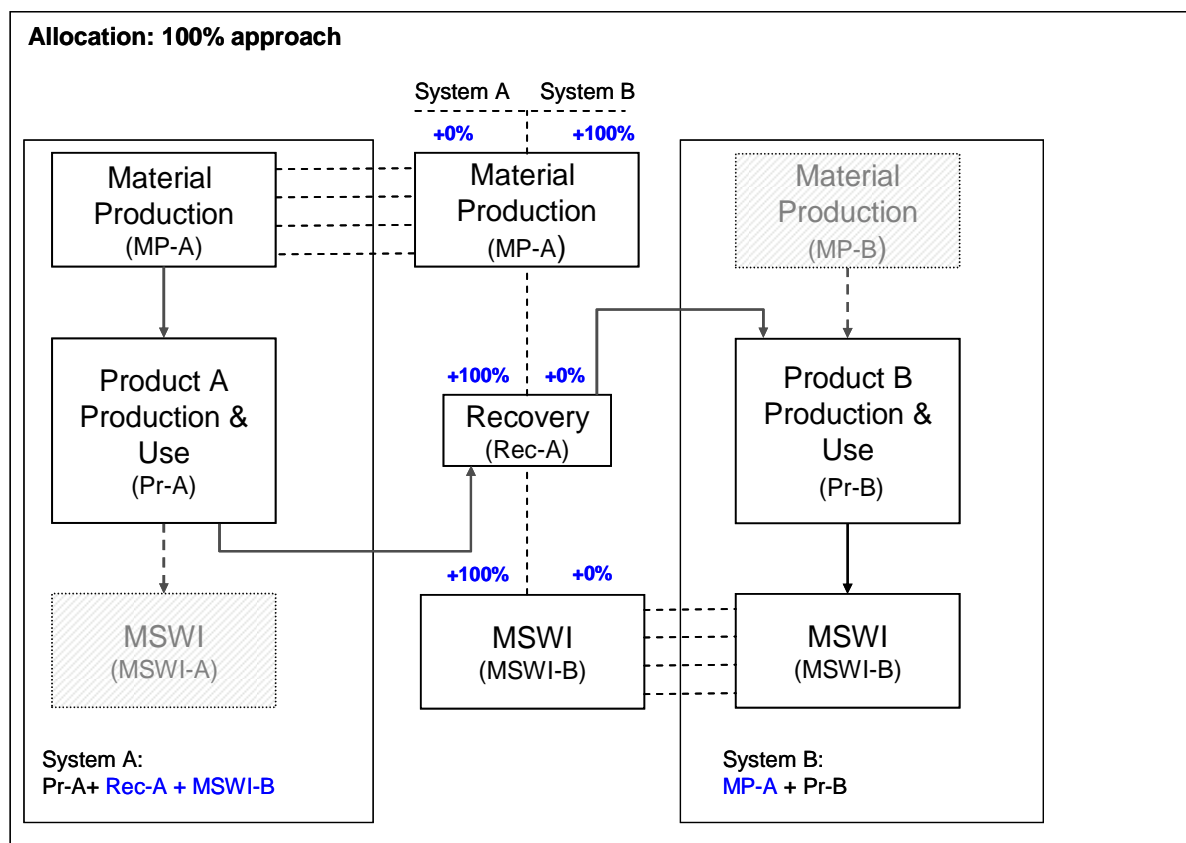 Allocation: 100% approach
System A
System B
+0%
+100%
Material
Production
(MP-A)
Material
Production
(MP-A)
Material
Production
(MP-B)
Product A
Production &
Use
(Pr-A)
+100%
+0%
Recovery
(Rec-A)
Product B
Production &
Use
(Pr-B)
+100%
+0%
MSWI
(MSWI-A)
MSWI
(MSWI-B)
MSWI
(MSWI-B)
System A:
Pr-A+ Rec-A + MSWI-B
System B:
MP-A + Pr-B